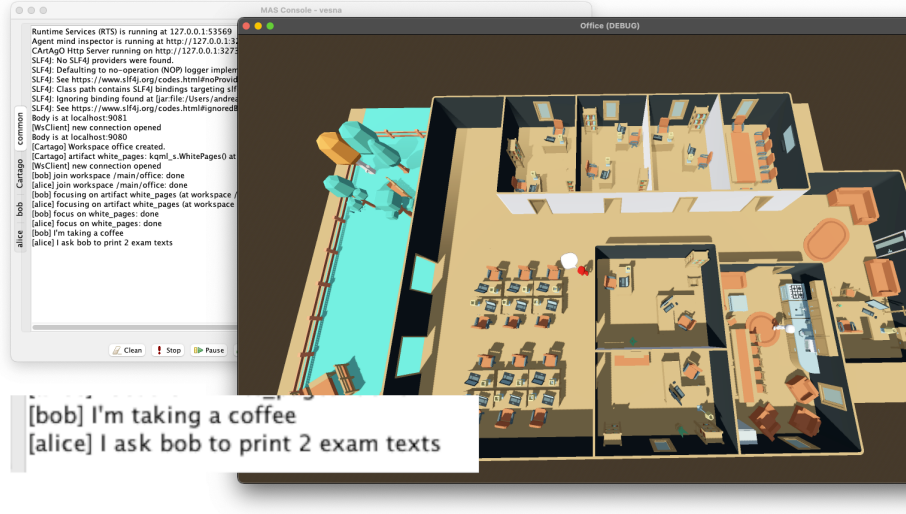 MAS Console - vesna
Office (DEBUG)
Runtime Services (RTS) is running at 127.0.0.1:53569
Agent mind inspector is running at http://127.0.0.1:32
CArtAgO Http Server running on http://127.0.0.1:3273
SLF4J: No SLF4J providers were found.
SLF4J: Defaulting to no-operation (NOP) logger implem
SLF4J: See https://www.slf4j.org/codes.html#noProvid
SLF4J: Class path contains SLF4J bindings targeting slf
SLF4J: Ignoring binding found at [jar:file:/Users/andrea
SLF4J: See https://www.slf4j.org/codes.html#ignoredB
Body is at localhost:9081
[WsClient] new connection opened
Body is at localhost:9080
[Cartago] Workspace office created.
[Cartago] artifact white_pages: kqml_s.WhitePages() at
[WsClient] new connection opened
[bob] join workspace /main/office: done
[alice] join workspace /main/office: done
[bob] focusing on artifact white_pages (at workspace /
[alice] focusing on artifact white_pages (at workspace
[bob] focus on white_pages: done
[alice] focus on white_pages: done
[bob] I'm taking a coffee
[alice] I ask bob to print 2 exam texts
common
Cartago
bob
alice
Clean
Stop
Pause
[bob] I'm taking a coffee
[alice] I ask bob to print 2 exam texts